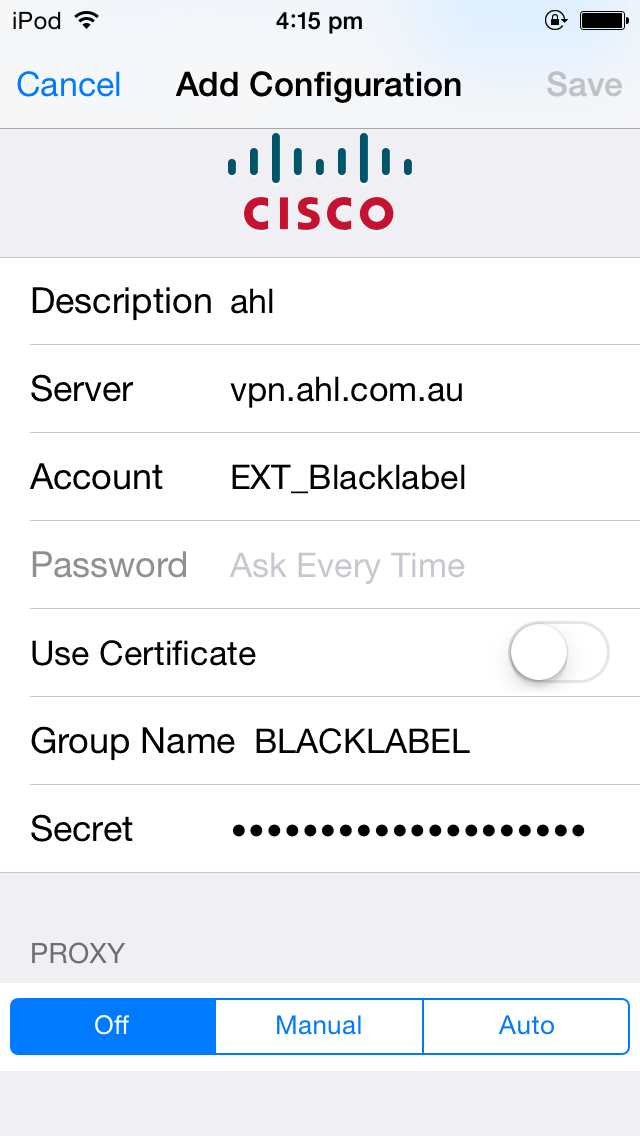 iPod 4:15 pm
Cancel Add Configuration Save
CISCO
Description ahl
Server vpn.ahl.com.au
Account EXT_Blacklabel
Password Ask Every Time
Use Certificate
Group Name BLACKLABEL
Secret ••••••••••••••••••••
PROXY
Off Manual Auto